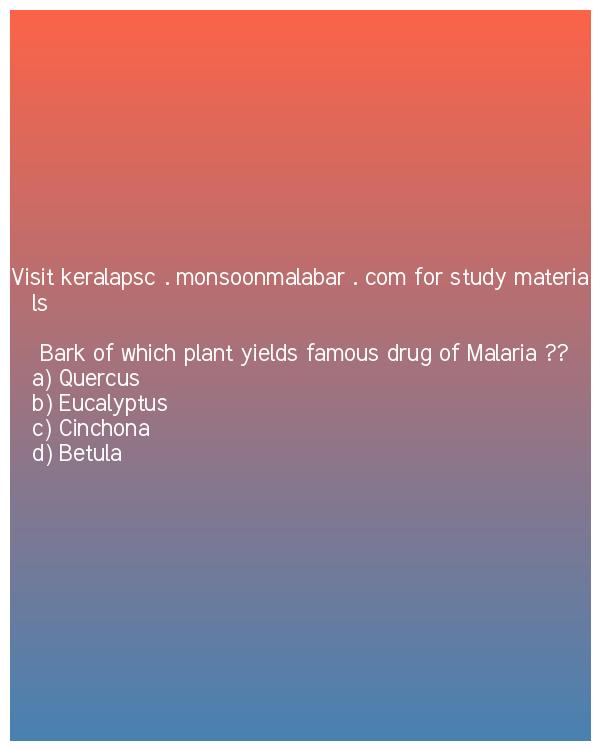 Visit keralapsc . monsoonmalabar . com for study materia
ls
Bark of which plant yields famous drug of Malaria ??
a) Quercus
b) Eucalyptus
c) Cinchona
d) Betula